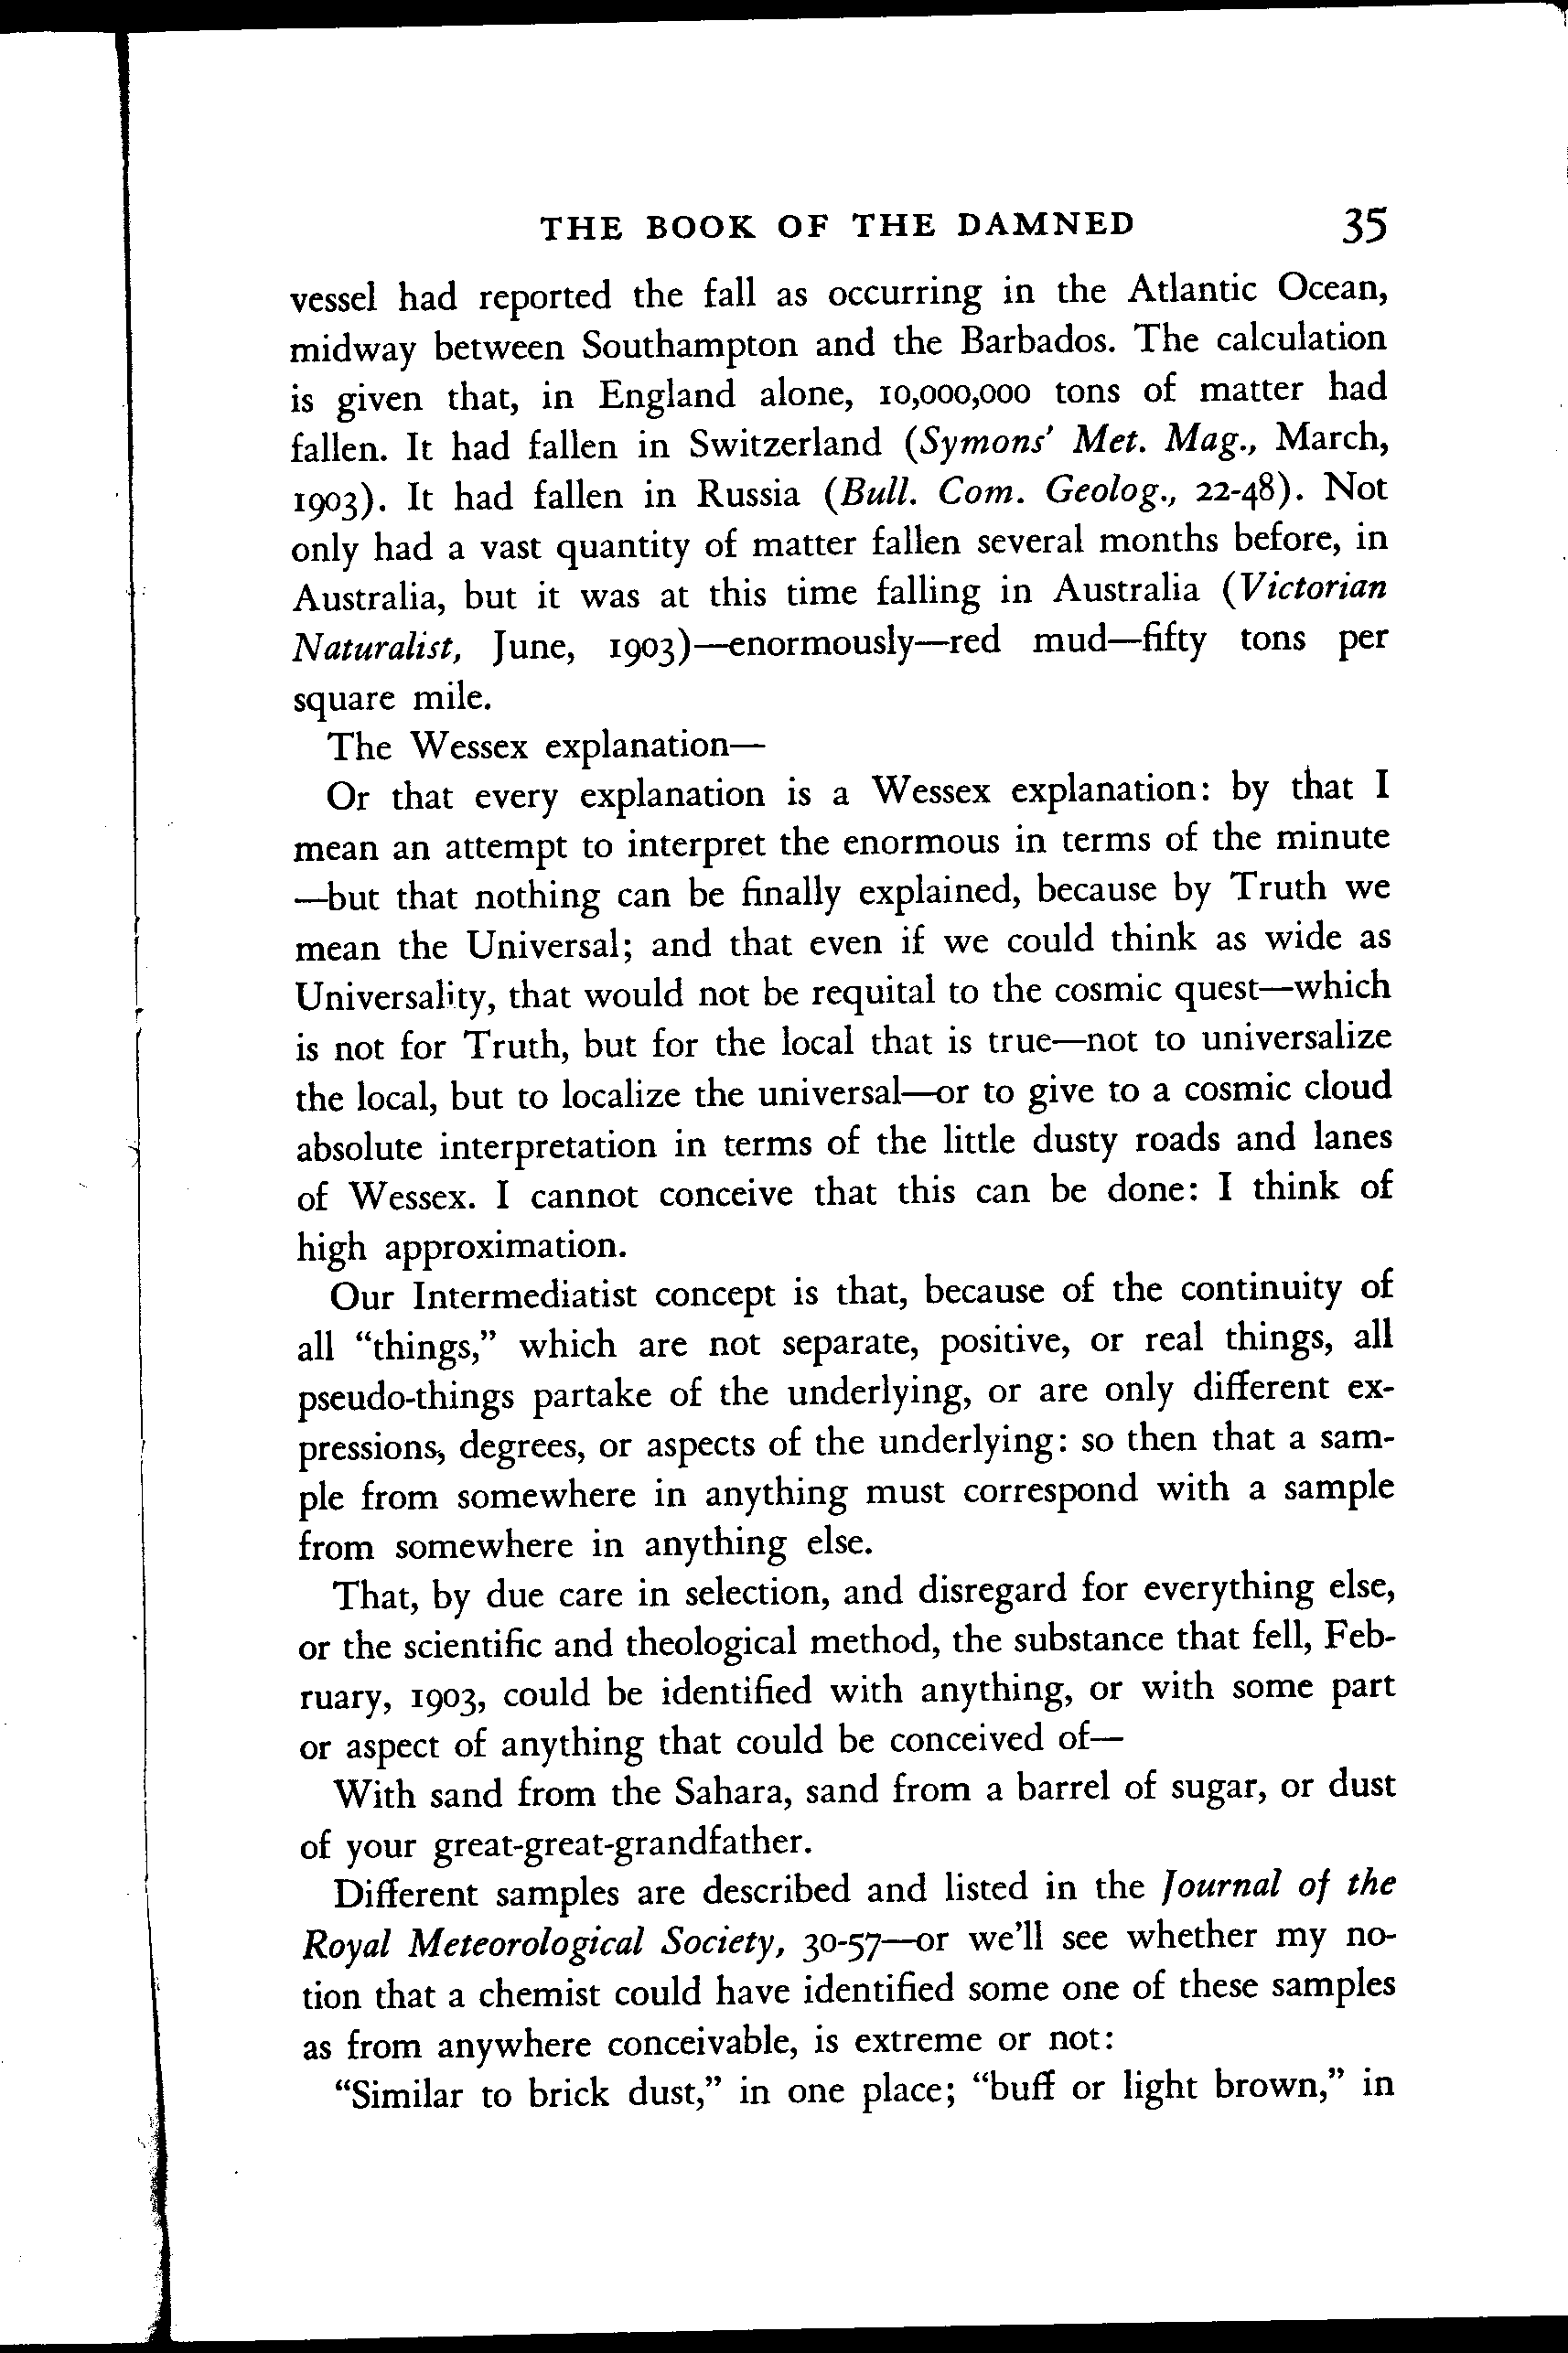 THE BOOK OF THE DAMNED 35
vessel had reported the fall as occurring in the Atlantic Ocean,
midway between Southampton and the Barbados. The calculation
is given that, in England alone, 10,000,000 tons of matter had
fallen. It had fallen in Switzerland (Symons' Met. Mag., March,
1903). It had fallen in Russia (Bull. Com. Geolog., 22-48). Not
only had a vast quantity of matter fallen several months before, in
Australia, but it was at this time falling in Australia (Victorian
Naturalist, June, 1903)—enormously—red mud—fifty tons per
square mile.
The Wessex explanation—
Or that every explanation is a Wessex explanation: by that I
mean an attempt to interpret the enormous in terms of the minute
—but that nothing can be finally explained, because by Truth we
mean the Universal; and that even if we could think as wide as
Universality, that would not be requital to the cosmic quest—which
is not for Truth, but for the local that is true—not to universalize
the local, but to localize the universal—or to give to a cosmic cloud
absolute interpretation in terms of the little dusty roads and lanes
of Wessex. I cannot conceive that this can be done: I think of
high approximation.
Our Intermediatist concept is that, because of the continuity of
all “things,” which are not separate, positive, or real things, all
pseudo-things partake of the underlying, or are only different ex-
pressions, degrees, or aspects of the underlying: so then that a sam-
ple from somewhere in anything must correspond with a sample
from somewhere in anything else.
That, by due care in selection, and disregard for everything else,
or the scientific and theological method, the substance that fell, Feb-
ruary, 1903, could be identified with anything, or with some part
or aspect of anything that could be conceived of—
With sand from the Sahara, sand from a barrel of sugar, or dust
of your great-great-grandfather.
Different samples are described and listed in the Journal of the
Royal Meteorological Society, 30-57—or we’ll see whether my no-
tion that a chemist could have identified some one of these samples
as from anywhere conceivable, is extreme or not:
“Similar to brick dust,” in one place; “buff or light brown,” in